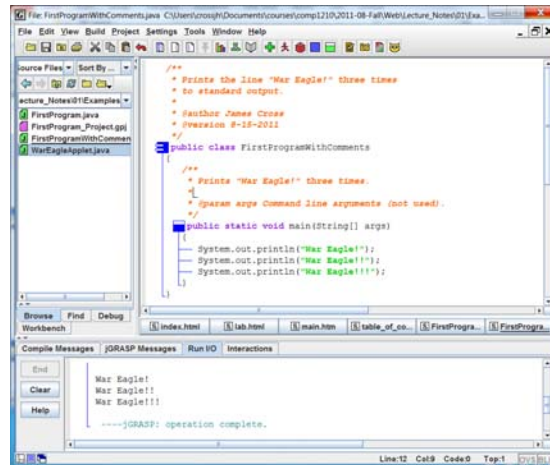 File: FirstProgramWithComments.java C:\Users\crossjh\Documents\courses\comp1210\2011-08-Fall\Web\Lecture_Notes\01\Exa...
File Edit View Build Project Settings Tools Window Help
Source Files Sort By ...
ecture_Notes\01\Examples
FirstProgram.java
FirstProgram_Project.gpj
FirstProgramWithCommen
WarEagleApplet.java
/**
* Prints the line "War Eagle!" three times
* to standard output.
*
* @author James Cross
* @version 8-15-2011
*/
public class FirstProgramWithComments
{
/**
* Prints "War Eagle!" three times.
*
* @param args Command line arguments (not used).
*/
public static void main(String[] args)
{
System.out.println("War Eagle!");
System.out.println("War Eagle!!");
System.out.println("War Eagle!!!");
}
}
Browse Find Debug
Workbench
index.html lab.html main.htm table_of_co... FirstProgra... FirstProgra...
Compile Messages jGRASP Messages Run I/O Interactions
End
Clear
Help
War Eagle!
War Eagle!!
War Eagle!!!
----jGRASP: operation complete.
Line:12 Col:9 Code:0 Top:1 OVS BL